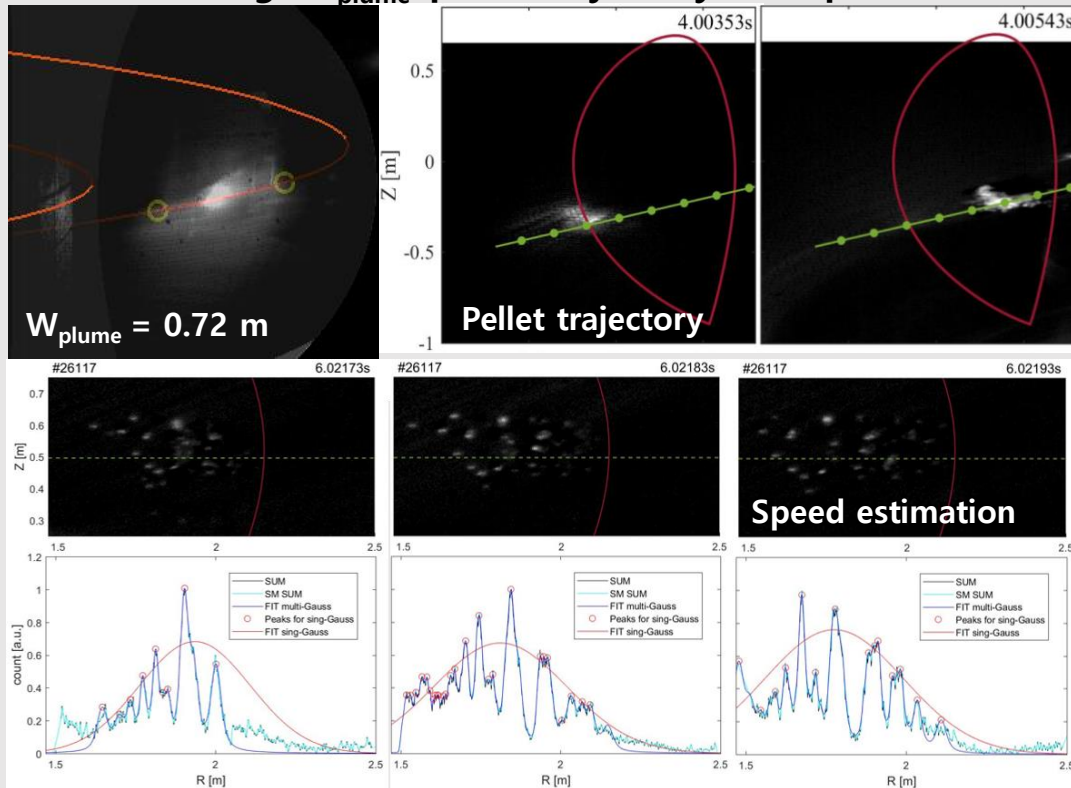 plume
4.00353s
4.00543s
0.5
0
-0.5
-1
Z [m]
W_plume = 0.72 m
Pellet trajectory
#26117
6.02173s
#26117
6.02183s
#26117
6.02193s
0.7
0.6
0.5
0.4
0.3
Z [m]
Speed estimation
1.5
2
2.5
1.5
2
2.5
1.5
2
2.5
1.2
1
0.8
0.6
0.4
0.2
0
count [a.u.]
SUM
SM SUM
FIT multi-Gauss
Peaks for sing-Gauss
FIT sing-Gauss
SUM
SM SUM
FIT multi-Gauss
Peaks for sing-Gauss
FIT sing-Gauss
SUM
SM SUM
FIT multi-Gauss
Peaks for sing-Gauss
FIT sing-Gauss
1.5
2
2.5
1.5
2
2.5
1.5
2
2.5
R [m]
R [m]
R [m]